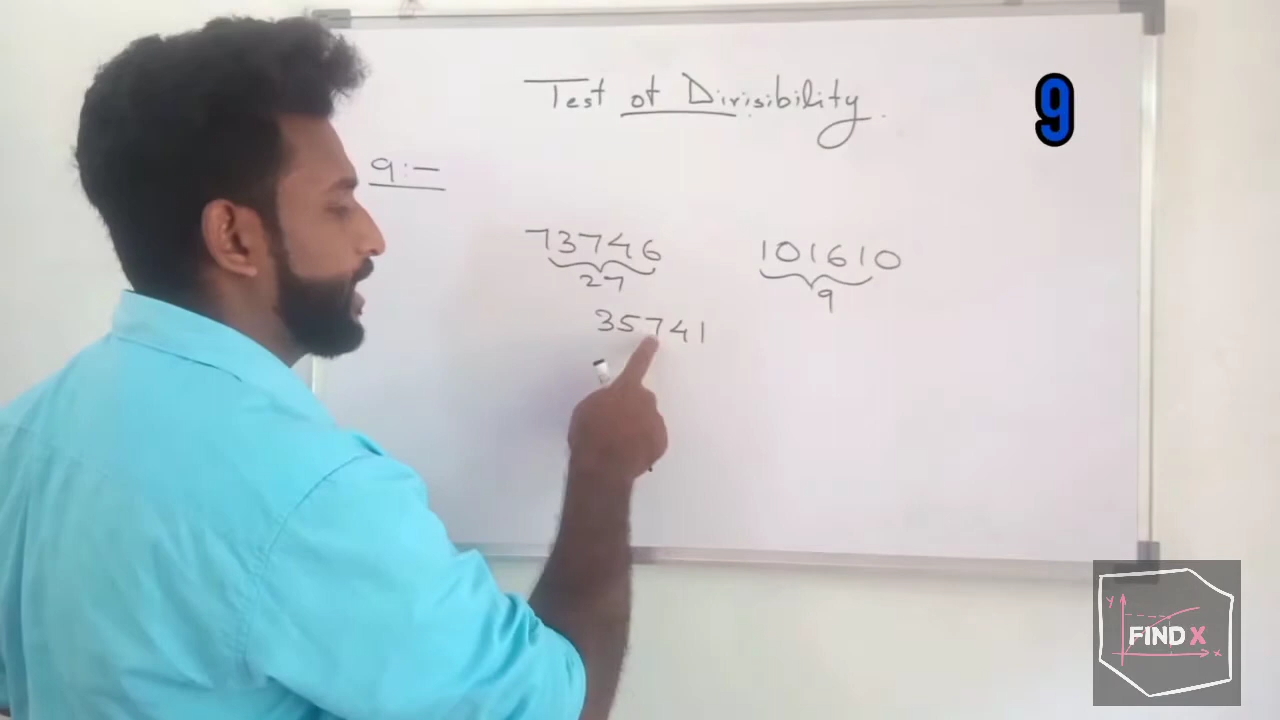 Test of Divisibility.
9
9:-
73746 101610
27 9
35741
Y
FIND X
X